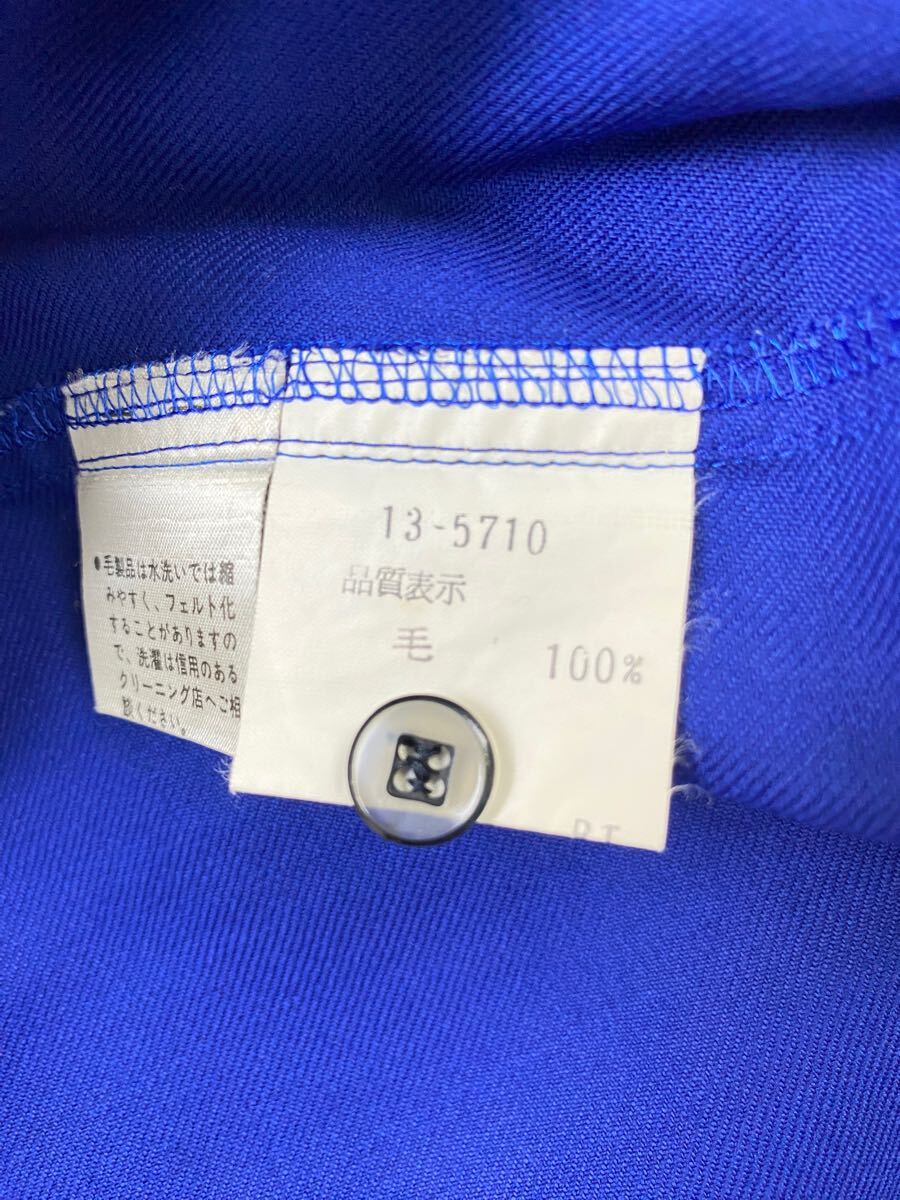 ●毛製品は水洗いでは縮
みやすく、フェルト化
することがありますの
で、洗濯は信用のある
クリーニング店へご相
談ください。
13-5710
品質表示
毛 100%